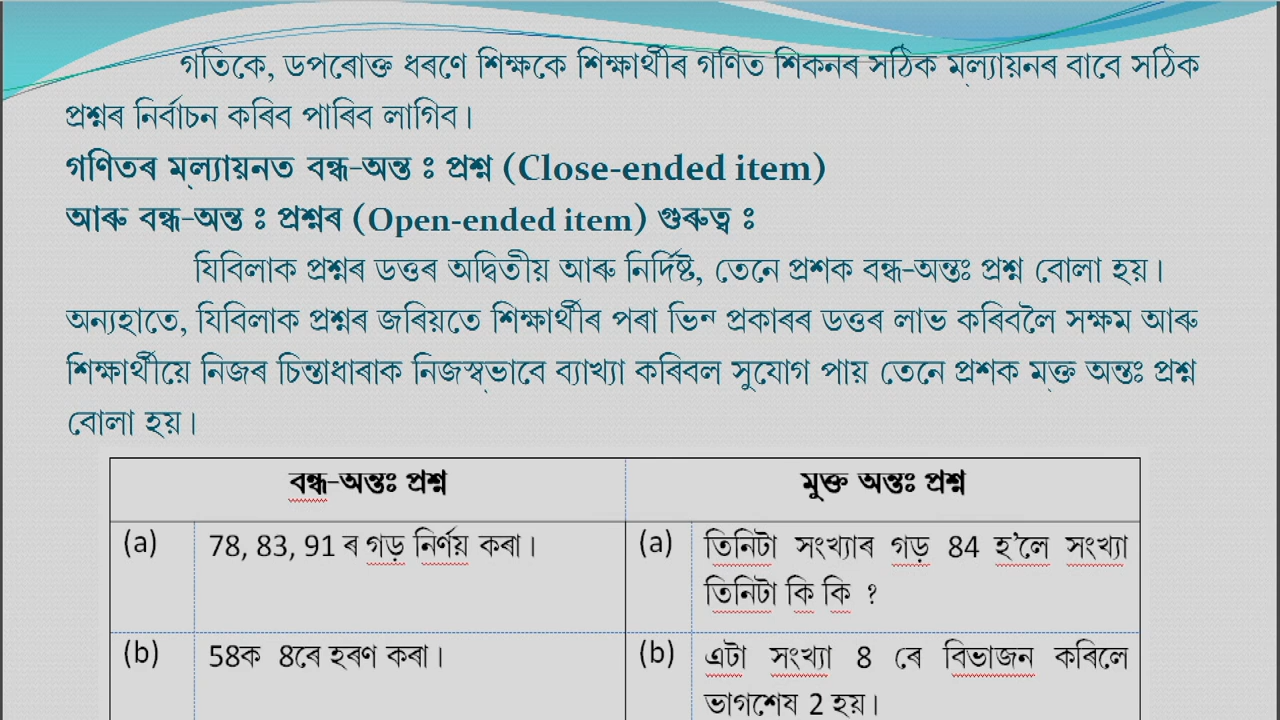 গতিকে, ডপৰোক্ত ধৰণে শিক্ষকে শিক্ষাৰ্থীৰ গণিত শিকনৰ সঠিক মূল্যায়নৰ বাবে সঠিক
প্ৰশ্নৰ নিৰ্বাচন কৰিব পাৰিব লাগিব।
গণিতৰ মূল্যায়নত বন্ধ-অন্ত ঃ প্ৰশ্ন (Close-ended item)
আৰু বন্ধ-অন্ত ঃ প্ৰশ্নৰ (Open-ended item) গুৰুত্ব ঃ
যিবিলাক প্ৰশ্নৰ ডত্তৰ অদ্বিতীয় আৰু নিৰ্দিষ্ট, তেনে প্ৰশক বন্ধ-অন্তঃ প্ৰশ্ন বোলা হয়।
অন্যহাতে, যিবিলাক প্ৰশ্নৰ জৰিয়তে শিক্ষাৰ্থীৰ পৰা ভিন্ন প্ৰকাৰৰ ডত্তৰ লাভ কৰিবলৈ সক্ষম আৰু
শিক্ষাৰ্থীয়ে নিজৰ চিন্তাধাৰাক নিজস্বভাবে ব্যাখ্যা কৰিবল সুযোগ পায় তেনে প্ৰশক মুক্ত অন্তঃ প্ৰশ্ন
বোলা হয়।
বন্ধ-অন্তঃ প্ৰশ্ন মুক্ত অন্তঃ প্ৰশ্ন
(a) 78, 83, 91 ৰ গড় নিৰ্ণয় কৰা। (a) তিনিটা সংখ্যাৰ গড় 84 হ’লে সংখ্যা
তিনিটা কি কি ?
(b) 58ক 8ৰে হৰণ কৰা। (b) এটা সংখ্যা 8 ৰে বিভাজন কৰিলে
ভাগশেষ 2 হয়।